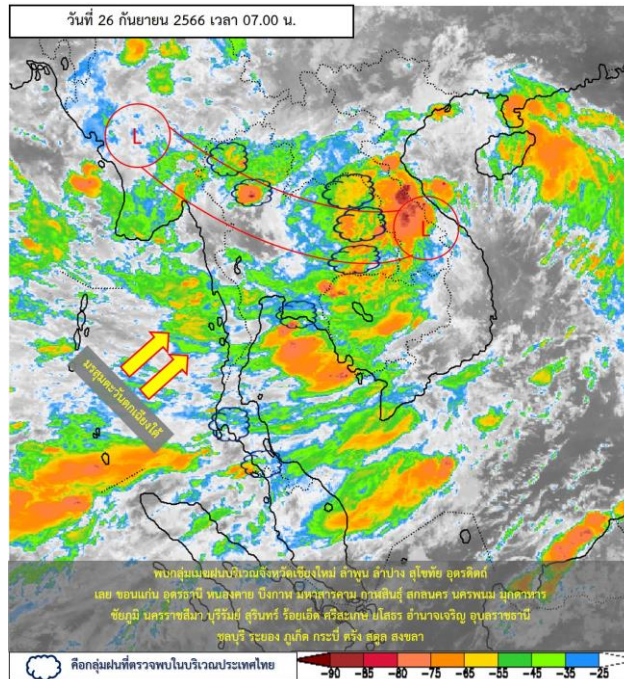 วันที่ 26 กันยายน 2566 เวลา 07.00 น.
L
L
มรสุมตะวันตกเฉียงใต้
พบกลุ่มเมฆฝนบริเวณจังหวัดเชียงใหม่ ลำพูน ลำปาง สุโขทัย อุตรดิตถ์
เลย ขอนแก่น อุดรธานี หนองคาย บึงกาฬ มหาสารคาม กาฬสินธุ์ สกลนคร นครพนม มุกดาหาร
ชัยภูมิ นครราชสีมา บุรีรัมย์ สุรินทร์ ร้อยเอ็ด ศรีสะเกษ ยโสธร อำนาจเจริญ อุบลราชธานี
ชลบุรี ระยอง ภูเก็ต กระบี่ ตรัง สตูล สงขลา
คือกลุ่มฝนที่ตรวจพบในบริเวณประเทศไทย
-90 -85 -80 -75 -65 -55 -45 -35 -25